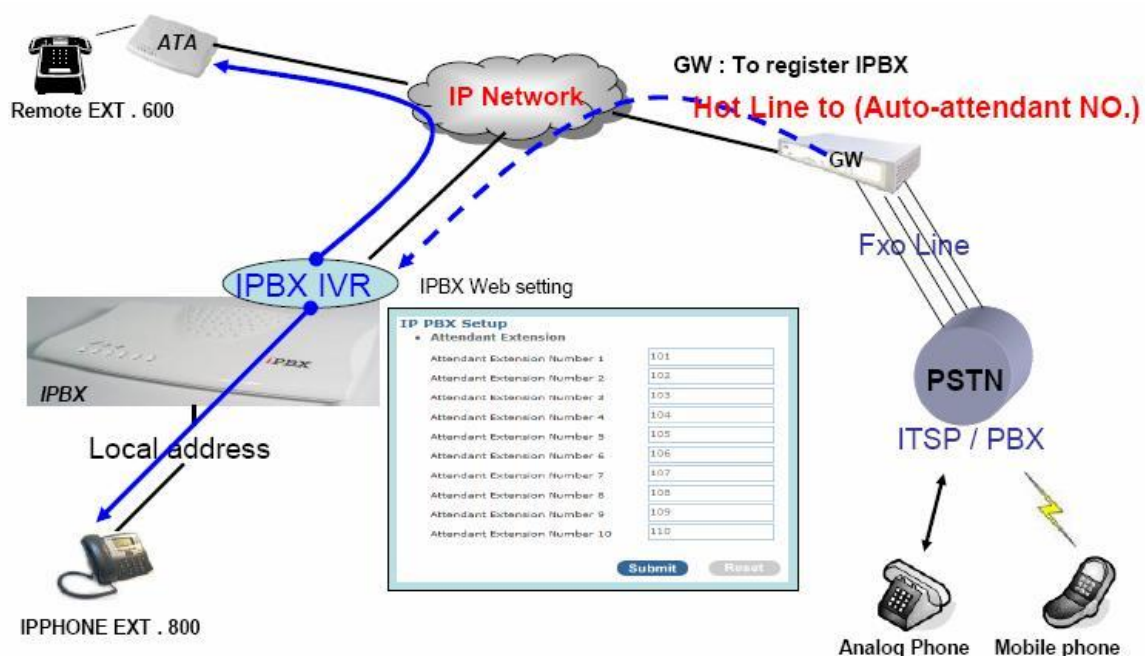 ATA
Remote EXT . 600
IP Network
GW : To register IPBX
Hot Line to (Auto-attendant NO.)
GW
Fxo Line
IPBX IVR
IPBX Web setting
iPBX
IPBX
Local address
IPPHONE EXT . 800
IP PBX Setup
• Attendant Extension
Attendant Extension Number 1 101
Attendant Extension Number 2 102
Attendant Extension Number 3 103
Attendant Extension Number 4 104
Attendant Extension Number 5 105
Attendant Extension Number 6 106
Attendant Extension Number 7 107
Attendant Extension Number 8 108
Attendant Extension Number 9 109
Attendant Extension Number 10 110
Submit Reset
PSTN
ITSP / PBX
Analog Phone
Mobile phone